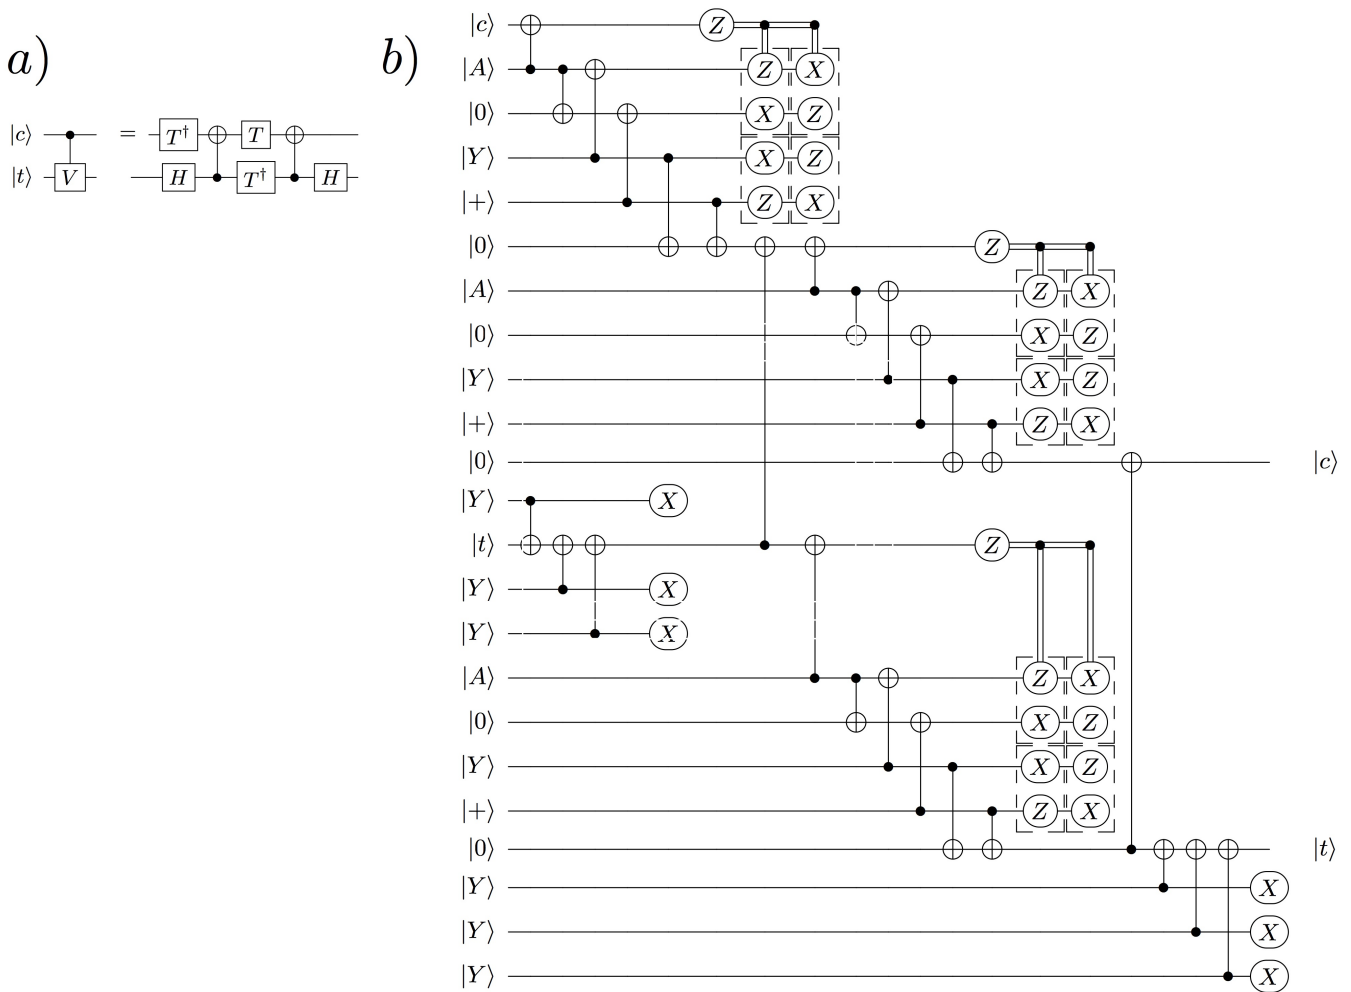 a)
b)
|c⟩ = T† T
|t⟩ V H T† H
|c⟩ Z
|A⟩ Z X
|0⟩ X Z
|Y⟩ X Z
|+⟩ Z X
|0⟩ Z
|A⟩ Z X
|0⟩ X Z
|Y⟩ X Z
|+⟩ Z X
|0⟩ |c⟩
|Y⟩ X
|t⟩ Z
|Y⟩ X
|Y⟩ X
|A⟩ Z X
|0⟩ X Z
|Y⟩ X Z
|+⟩ Z X
|0⟩ |t⟩
|Y⟩ X
|Y⟩ X
|Y⟩ X